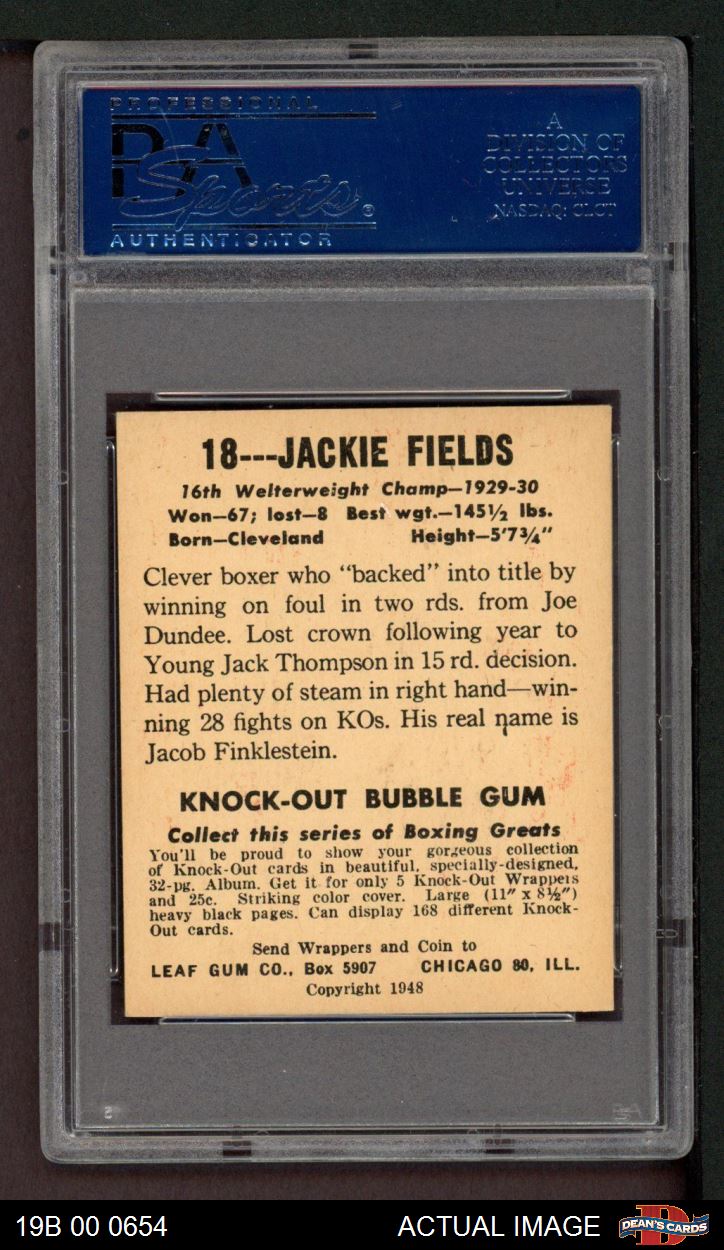 PROFESSIONAL
PSA
Sports®
AUTHENTICATOR
A
DIVISION OF
COLLECTORS
UNIVERSE
NASDAQ: CLCT
18---JACKIE FIELDS
16th Welterweight Champ—1929-30
Won—67; lost—8 Best wgt.—145½ lbs.
Born—Cleveland Height—5'7¾"
Clever boxer who "backed" into title by
winning on foul in two rds. from Joe
Dundee. Lost crown following year to
Young Jack Thompson in 15 rd. decision.
Had plenty of steam in right hand—win-
ning 28 fights on KOs. His real name is
Jacob Finklestein.
KNOCK-OUT BUBBLE GUM
Collect this series of Boxing Greats
You'll be proud to show your gorgeous collection
of Knock-Out cards in beautiful, specially-designed,
32-pg. Album. Get it for only 5 Knock-Out Wrappers
and 25c. Striking color cover. Large (11" x 8½")
heavy black pages. Can display 168 different Knock-
Out cards.
Send Wrappers and Coin to
LEAF GUM CO., Box 5907 CHICAGO 80, ILL.
Copyright 1948
19B 00 0654
ACTUAL IMAGE
DEAN'S CARDS